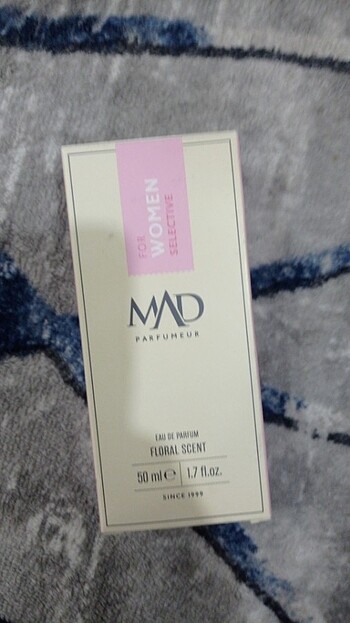 FOR
WOMEN
SELECTIVE
MAD
PARFUMEUR
EAU DE PARFUM
FLORAL SCENT
50 ml ℮ 1.7 fl.oz.
SINCE 1999